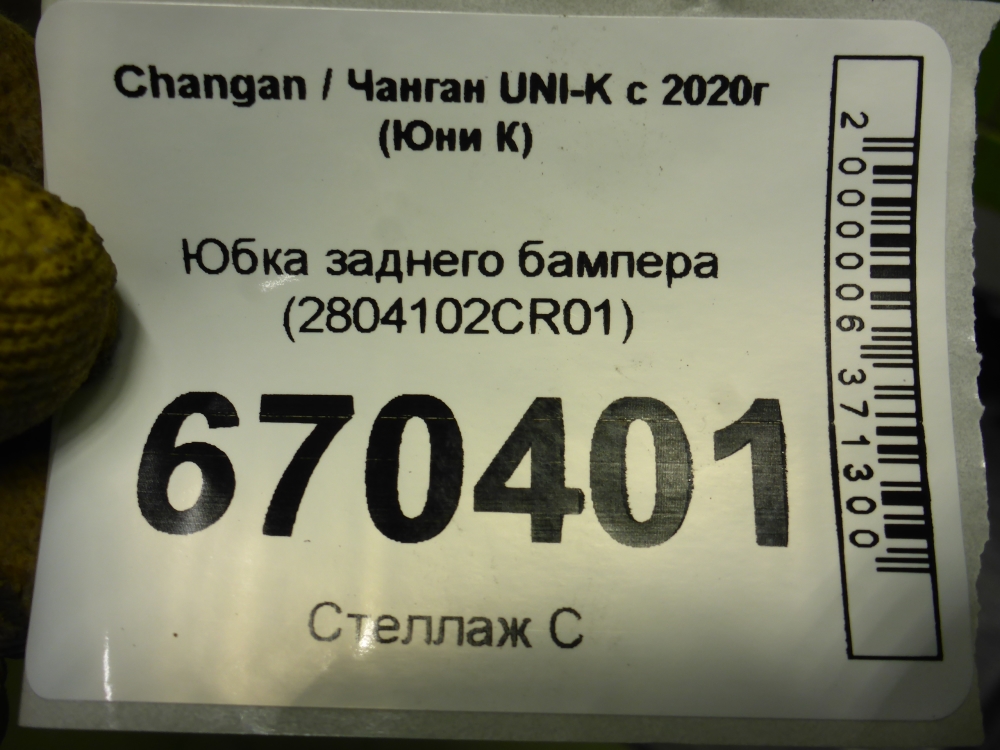 Changan / Чанган UNI-K с 2020г
(Юни К)
Юбка заднего бампера
(2804102CR01)
670401
Стеллаж С
2000006371300